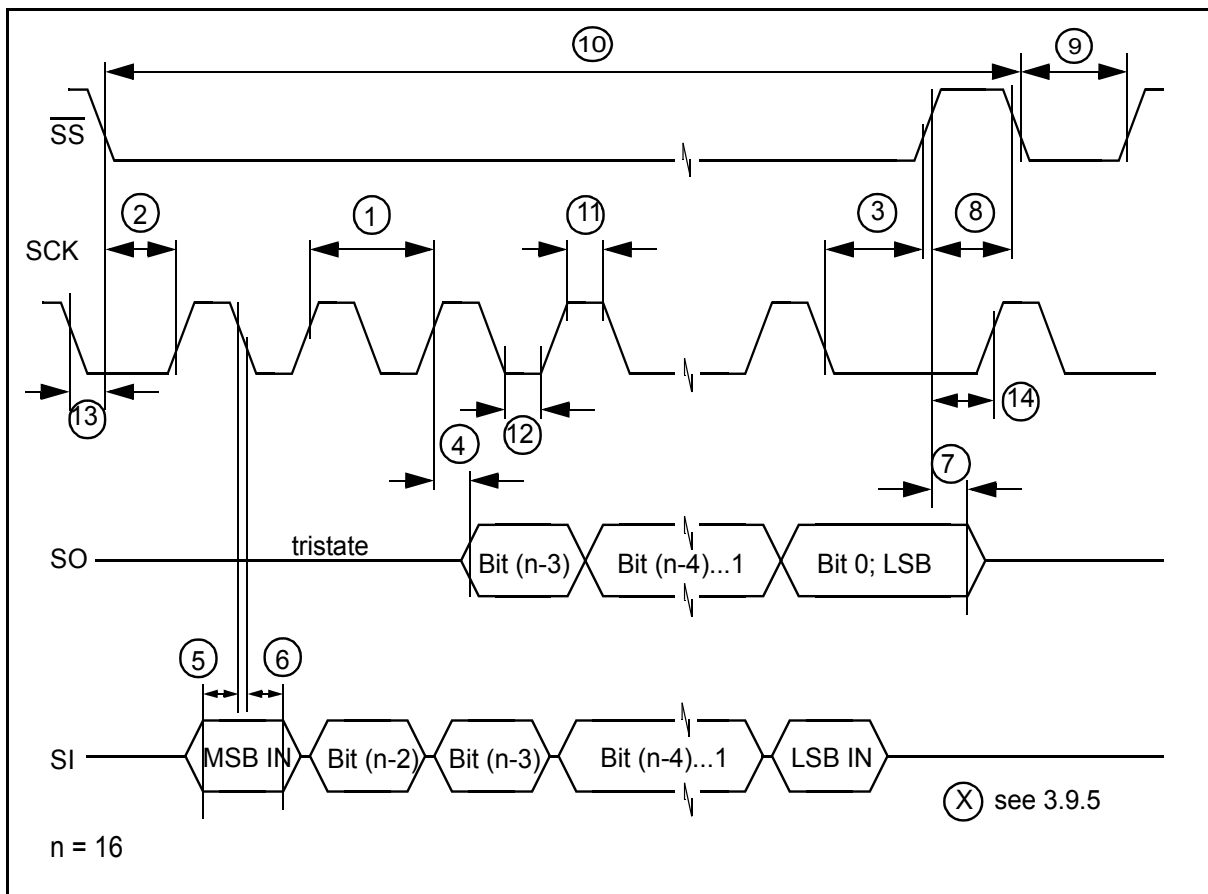 10
9
SS
2
1
11
3
8
SCK
13
12
14
4
7
tristate
SO
Bit (n-3)
Bit (n-4)...1
Bit 0; LSB
5
6
SI
MSB IN
Bit (n-2)
Bit (n-3)
Bit (n-4)...1
LSB IN
X see 3.9.5
n = 16